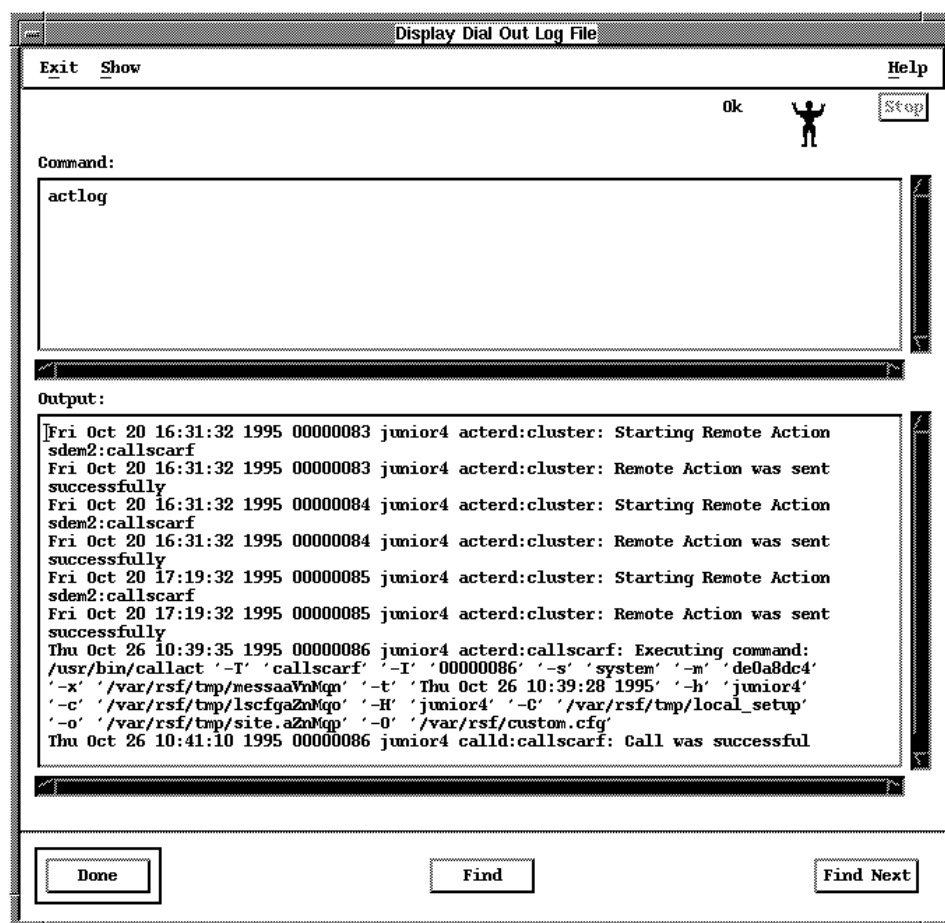 Display Dial Out Log File
Exit Show Help
Ok Stop
Command:
actlog
Output:
Fri Oct 20 16:31:32 1995 00000083 junior4 acterd:cluster: Starting Remote Action
sdem2:callscarf
Fri Oct 20 16:31:32 1995 00000083 junior4 acterd:cluster: Remote Action was sent
successfully
Fri Oct 20 16:31:32 1995 00000084 junior4 acterd:cluster: Starting Remote Action
sdem2:callscarf
Fri Oct 20 16:31:32 1995 00000084 junior4 acterd:cluster: Remote Action was sent
successfully
Fri Oct 20 17:19:32 1995 00000085 junior4 acterd:cluster: Starting Remote Action
sdem2:callscarf
Fri Oct 20 17:19:32 1995 00000085 junior4 acterd:cluster: Remote Action was sent
successfully
Thu Oct 26 10:39:35 1995 00000086 junior4 acterd:callscarf: Executing command:
/usr/bin/callact '-T' 'callscarf' '-I' '00000086' '-s' 'system' '-m' 'de0a8dc4'
'-x' '/var/rsf/tmp/messaaVnMqn' '-t' 'Thu Oct 26 10:39:28 1995' '-h' 'junior4'
'-c' '/var/rsf/tmp/lscfgaZnMqo' '-H' 'junior4' '-C' '/var/rsf/tmp/local_setup'
'-o' '/var/rsf/tmp/site.aZnMqp' '-O' '/var/rsf/custom.cfg'
Thu Oct 26 10:41:10 1995 00000086 junior4 calld:callscarf: Call was successful
Done Find Find Next